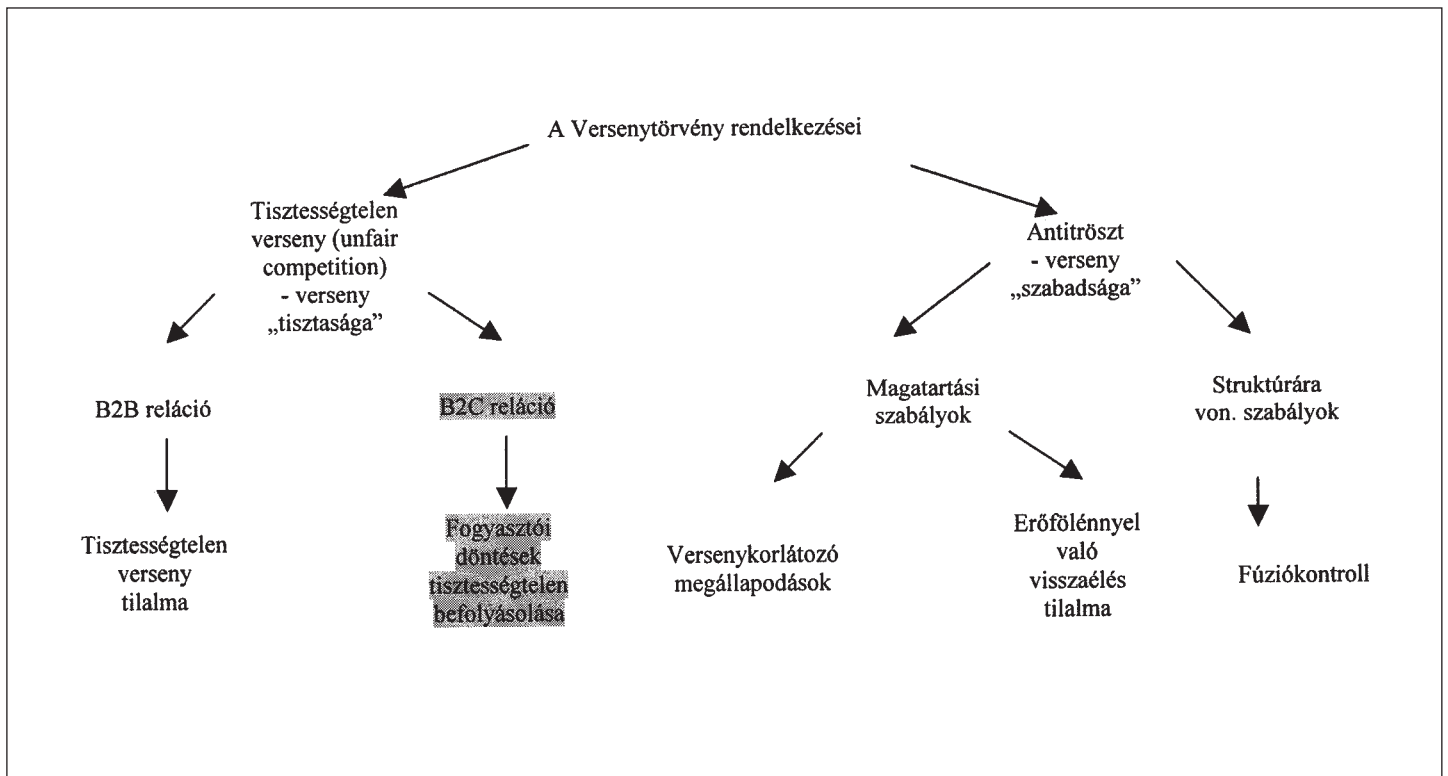 A Versenytörvény rendelkezései
Tisztességtelen
verseny (unfair
competition)
- verseny
„tisztasága”
Antitröszt
- verseny
„szabadsága”
B2B reláció
B2C reláció
Magatartási
szabályok
Struktúrára
von. szabályok
Tisztességtelen
verseny
tilalma
Fogyasztói
döntések
tisztességtelen
befolyásolása
Versenykorlátozó
megállapodások
Erőfölénnyel
való
visszaélés
tilalma
Fúziókontroll